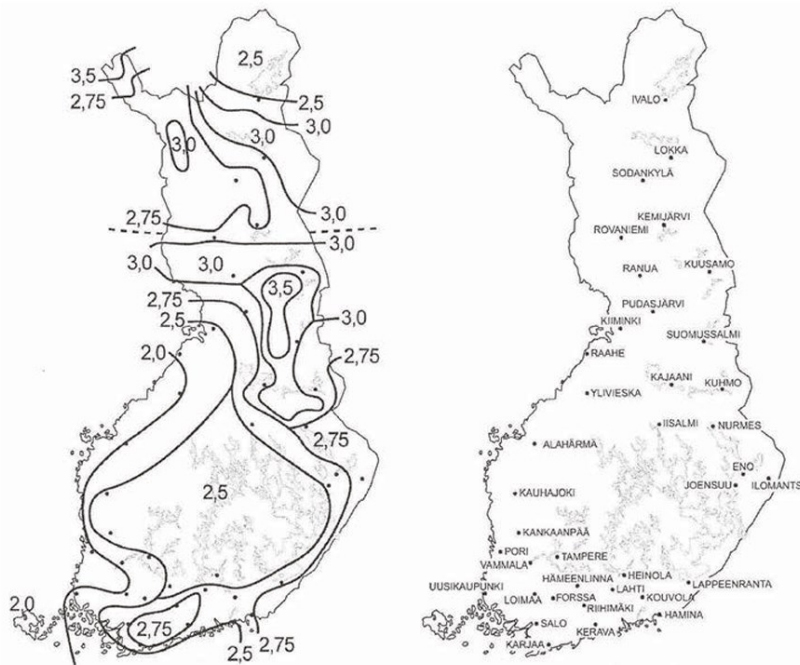 2,5
3,5
2,75
2,5
3,0
3,0
3,0
3,0
2,75
3,0
3,0
3,0
3,5
2,75
2,5
3,0
2,0
2,75
2,75
2,5
2,0
2,75
2,5
2,75
IVALO
LOKKA
SODANKYLÄ
KEMIJÄRVI
ROVANIEMI
RANUA
KUUSAMO
PUDASJÄRVI
KIIMINKI
SUOMUSSALMI
RAAHE
KAJAANI
KUHMO
YLIVIESKA
IISALMI
NURMES
ALAHÄRMÄ
ENO
JOENSUU
ILOMANTS
KAUHAJOKI
KANKAANPÄÄ
PORI
TAMPERE
VAMMALA
HÄMEENLINNA
HEINOLA
LAPPEENRANTA
UUSIKAUPUNKI
LAHTI
LOIMAA
FORSSA
KOUVOLA
RIIHIMÄKI
HAMINA
SALO
KERAVA
KARJAA